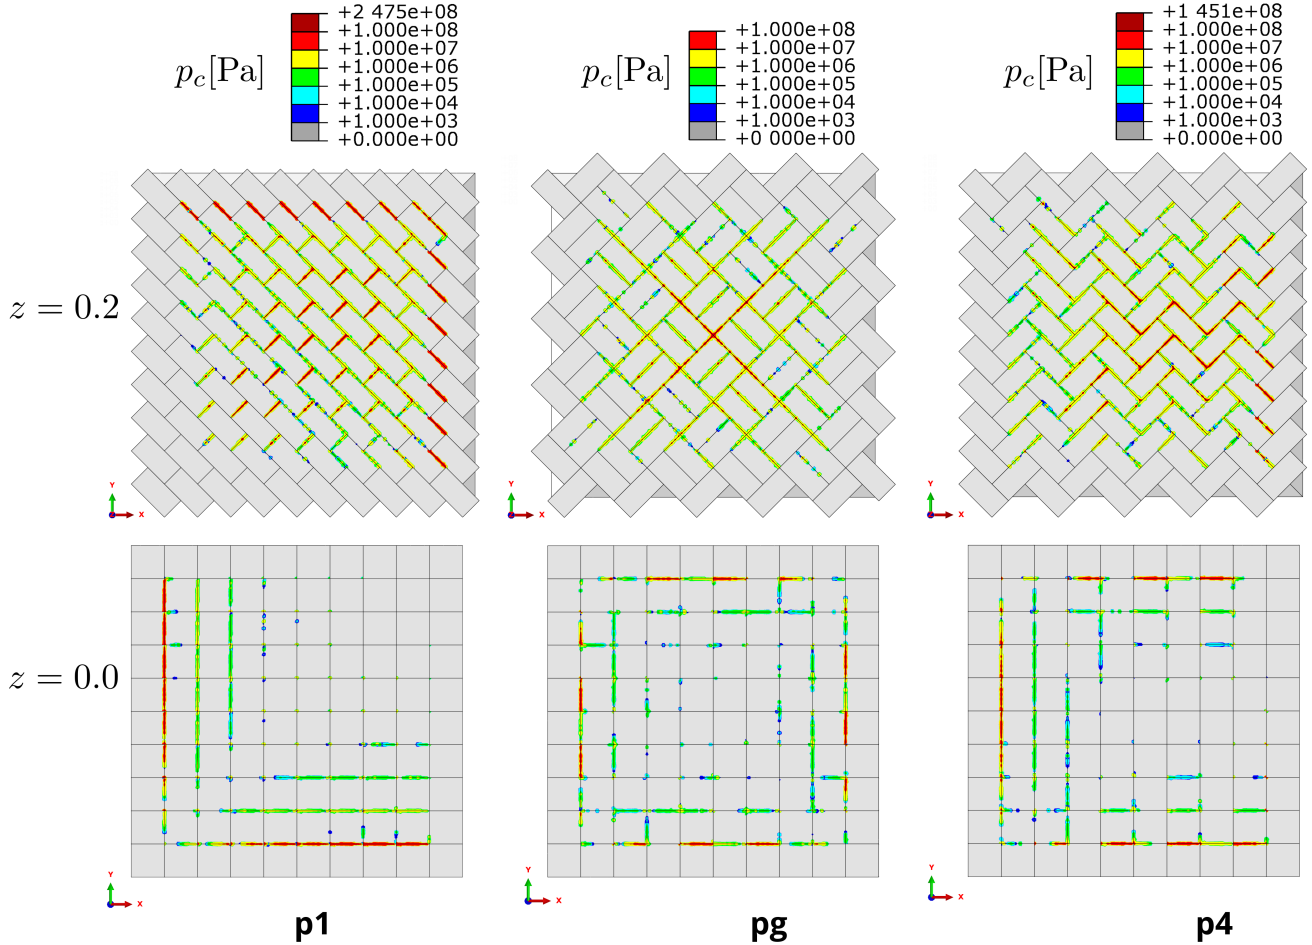 +2 475e+08
+1.000e+08
+1.000e+07
+1.000e+06
+1.000e+05
+1.000e+04
+1.000e+03
+0.000e+00
p_c[Pa]
+1.000e+08
+1.000e+07
+1.000e+06
+1.000e+05
+1.000e+04
+1.000e+03
+0 000e+00
p_c[Pa]
+1 451e+08
+1.000e+08
+1.000e+07
+1.000e+06
+1.000e+05
+1.000e+04
+1.000e+03
+0.000e+00
p_c[Pa]
z = 0.2
Y
X
Y
X
Y
X
z = 0.0
Y
X
Y
X
Y
X
p1
pg
p4